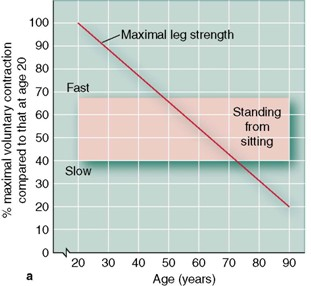 % maximal voluntary contraction
compared to that at age 20
100
90
80
70
60
50
40
30
20
10
0
Maximal leg strength
Fast
Standing
from
sitting
Slow
20 30 40 50 60 70 80 90
Age (years)
a